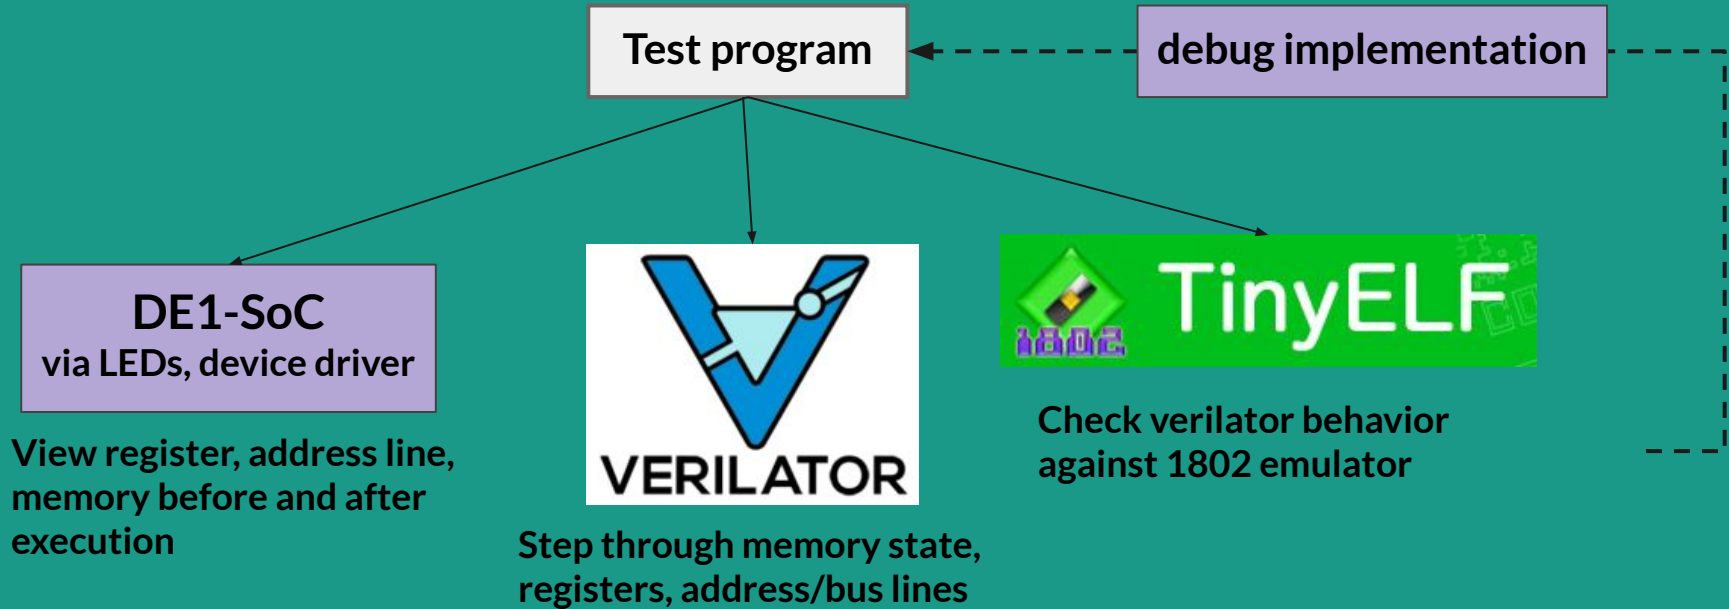 Test program
debug implementation
DE1-SoC
via LEDs, device driver
View register, address line,
memory before and after
execution
VERILATOR
Step through memory state,
registers, address/bus lines
1802
TinyELF
Check verilator behavior
against 1802 emulator